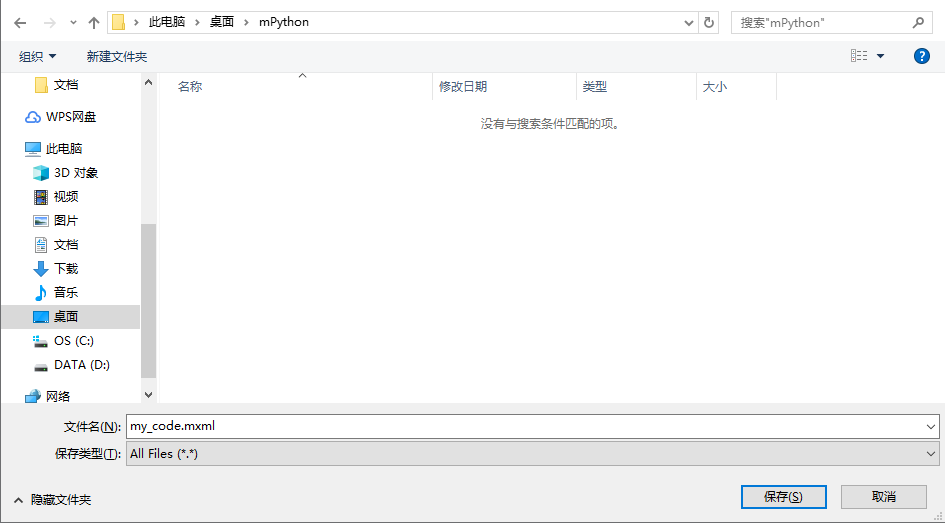 此电脑 › 桌面 › mPython
搜索"mPython"
组织
新建文件夹
名称
修改日期
类型
大小
没有与搜索条件匹配的项。
文档
WPS网盘
此电脑
3D 对象
视频
图片
文档
下载
音乐
桌面
OS (C:)
DATA (D:)
网络
文件名(N): my_code.mxml
保存类型(T): All Files (*.*)
隐藏文件夹
保存(S)
取消